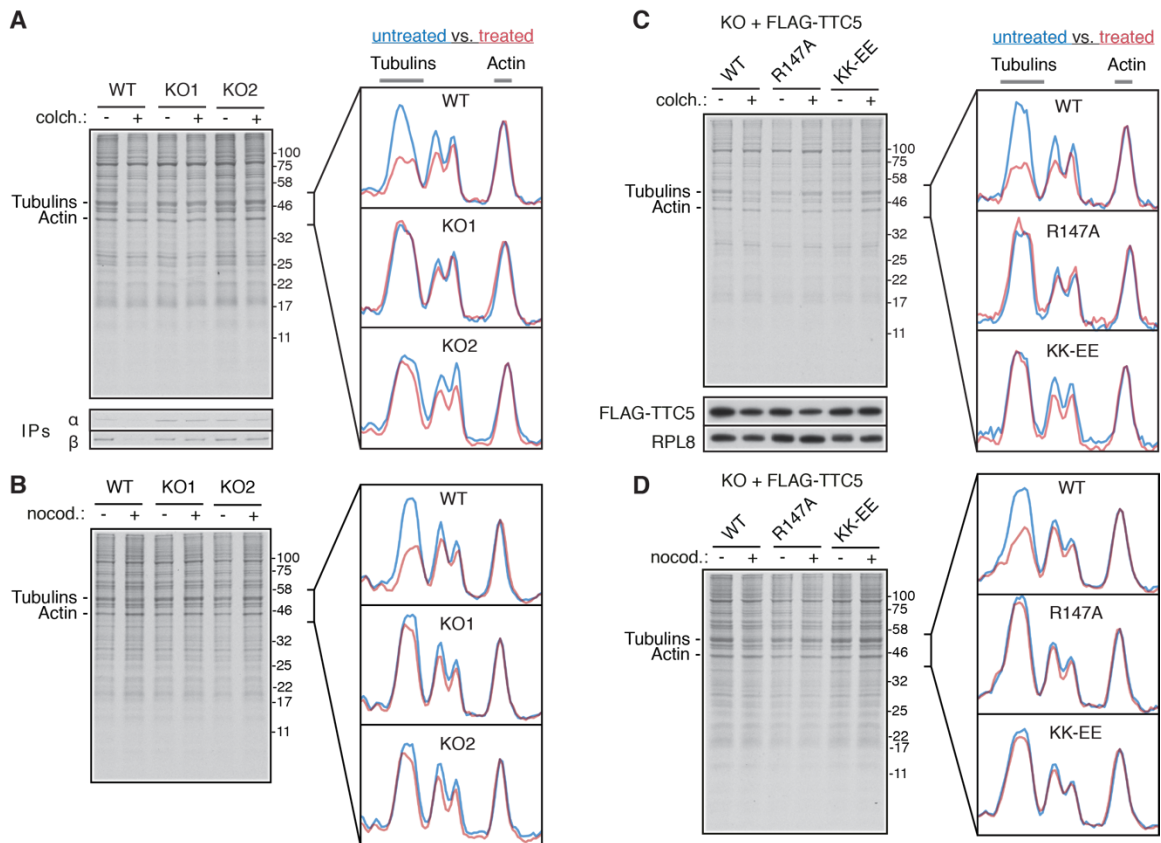 A
untreated vs. treated
Tubulins
Actin
WT
KO1
KO2
colch.:
-
+
-
+
-
+
Tubulins -
Actin -
-100
-75
-58
-46
-32
-25
-22
-17
-11
IPs
α
β
WT
KO1
KO2
B
WT
KO1
KO2
nocod.:
-
+
-
+
-
+
Tubulins -
Actin -
-100
-75
-58
-46
-32
-25
-22
-17
-11
WT
KO1
KO2
C
KO + FLAG-TTC5
WT
R147A
KK-EE
colch.:
-
+
-
+
-
+
Tubulins -
Actin -
-100
-75
-58
-46
-32
-25
-22
-17
-11
FLAG-TTC5
RPL8
untreated vs. treated
Tubulins
Actin
WT
R147A
KK-EE
D
KO + FLAG-TTC5
WT
R147A
KK-EE
nocod.:
-
+
-
+
-
+
Tubulins -
Actin -
-100
-75
-58
-46
-32
-25
-22
-17
-11
WT
R147A
KK-EE